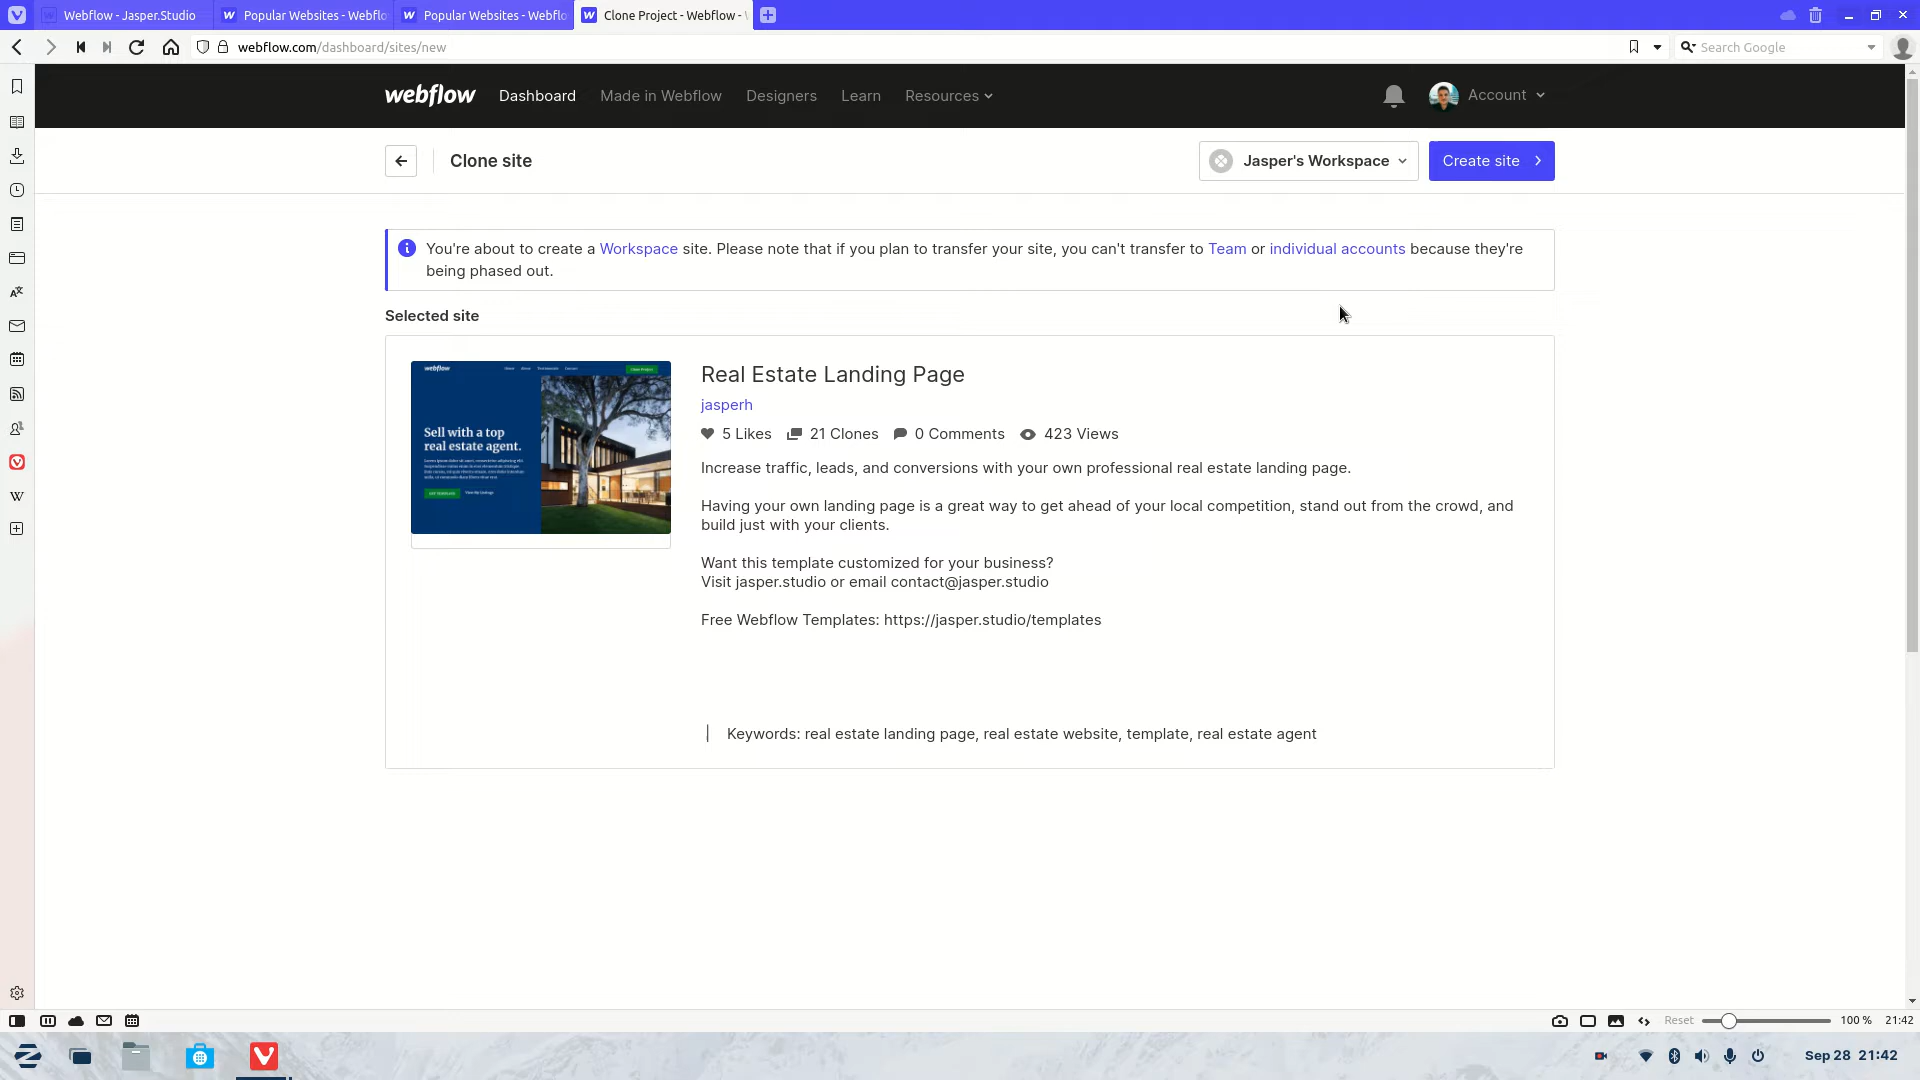 Webflow - Jasper.Studio
Popular Websites - Webflo
Popular Websites - Webflo
Clone Project - Webflow -
webflow.com/dashboard/sites/new
Search Google
webflow
Dashboard
Made in Webflow
Designers
Learn
Resources
Account
Clone site
Jasper's Workspace
Create site
You're about to create a Workspace site. Please note that if you plan to transfer your site, you can't transfer to Team or individual accounts because they're
being phased out.
Selected site
webflow
Sell with a top
real estate agent.
Real Estate Landing Page
jasperh
5 Likes
21 Clones
0 Comments
423 Views
Increase traffic, leads, and conversions with your own professional real estate landing page.
Having your own landing page is a great way to get ahead of your local competition, stand out from the crowd, and
build just with your clients.
Want this template customized for your business?
Visit jasper.studio or email contact@jasper.studio
Free Webflow Templates: https://jasper.studio/templates
Keywords: real estate landing page, real estate website, template, real estate agent
Reset
100 %
21:42
Sep 28 21:42